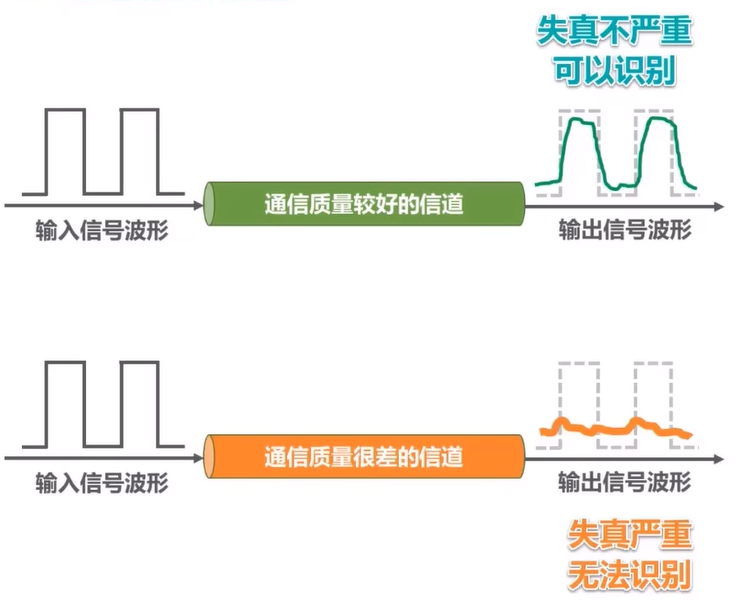 失真不严重
可以识别
通信质量较好的信道
输入信号波形
输出信号波形
通信质量很差的信道
输入信号波形
输出信号波形
失真严重
无法识别